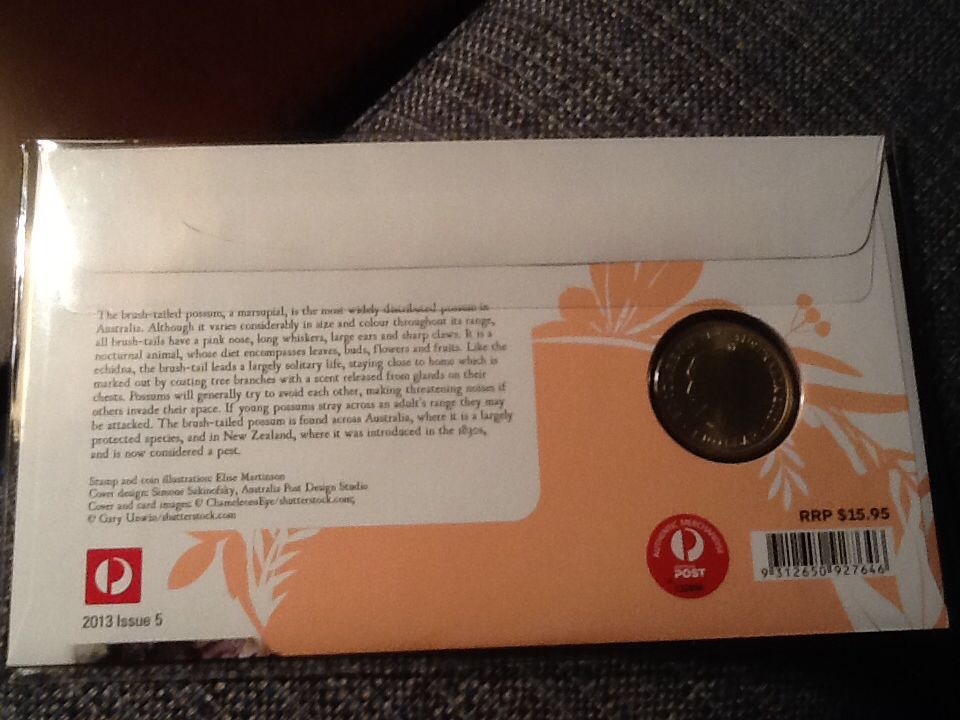 The brush-tailed possum, a marsupial, is the most widely distributed possum in
Australia. Although it varies considerably in size and colour throughout its range,
all brush-tails have a pink nose, long whiskers, large ears and sharp claws. It is a
nocturnal animal, whose diet encompasses leaves, buds, flowers and fruits. Like the
echidna, the brush-tail leads a largely solitary life, staying close to home which is
marked out by coating tree branches with a scent released from glands on their
chests. Possums will generally try to avoid each other, making threatening noises if
others invade their space. If young possums stray across an adult's range they may
be attacked. The brush-tailed possum is found across Australia, where it is a largely
protected species, and in New Zealand, where it was introduced in the 1830s,
and is now considered a pest.
Stamp and coin illustration: Elise Martinson
Cover design: Simone Sakinofsky, Australia Post Design Studio
Cover and card images: © ChameleonsEye/shutterstock.com;
© Gary Unwin/shutterstock.com
2013 Issue 5
AUTHENTIC MERCHANDISE
POST
RRP $15.95
9 312650 927646